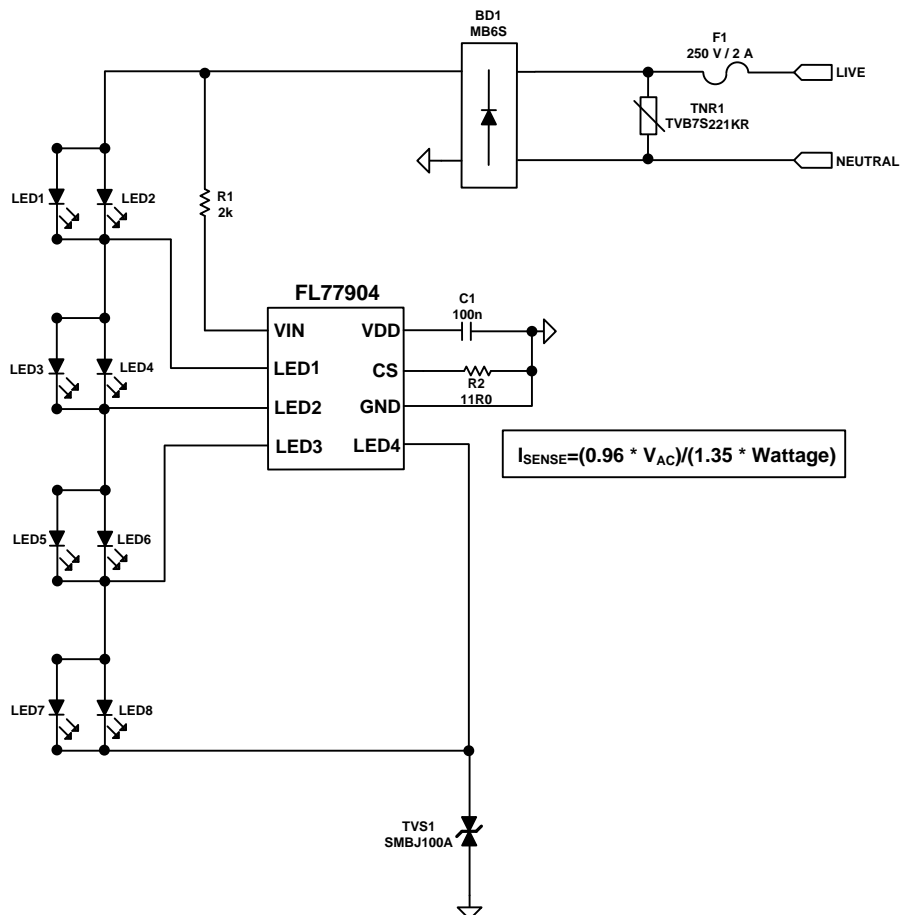 BD1
MB6S
F1
250 V / 2 A
LIVE
TNR1
TVB7S221KR
NEUTRAL
LED1
LED2
R1
2k
FL77904
C1
100n
VIN
VDD
LED1
CS
R2
11R0
LED2
GND
LED3
LED4
LED3
LED4
I_SENSE=(0.96 * V_AC)/(1.35 * Wattage)
LED5
LED6
LED7
LED8
TVS1
SMBJ100A